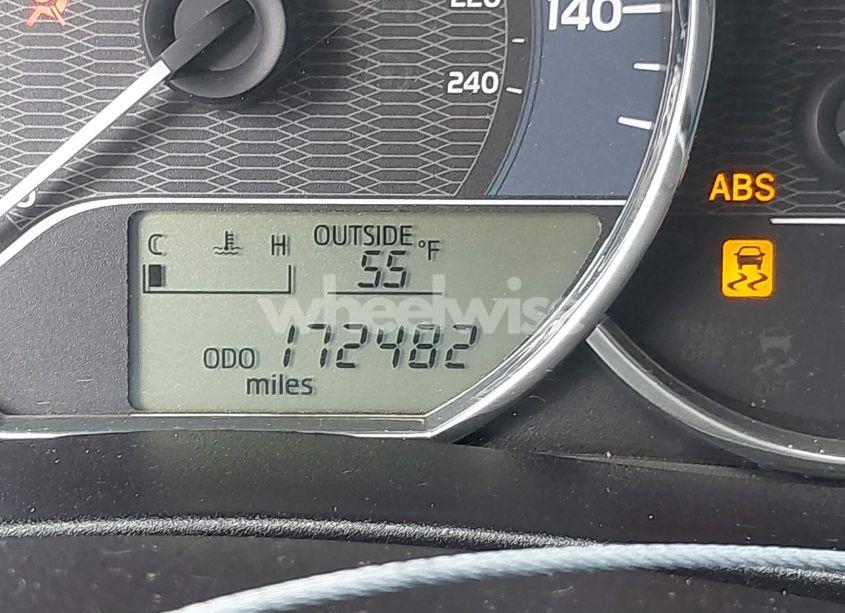 220
140
240
ABS
C H OUTSIDE °F
55
wheelwise
ODO 172482
miles
TRAC
OFF
OFF